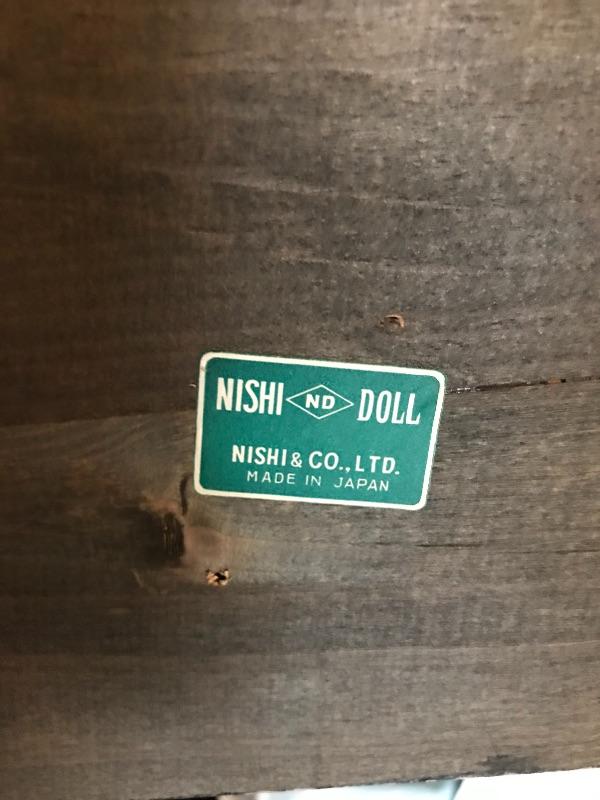 NISHI ND DOLL
NISHI & CO., LTD.
MADE IN JAPAN